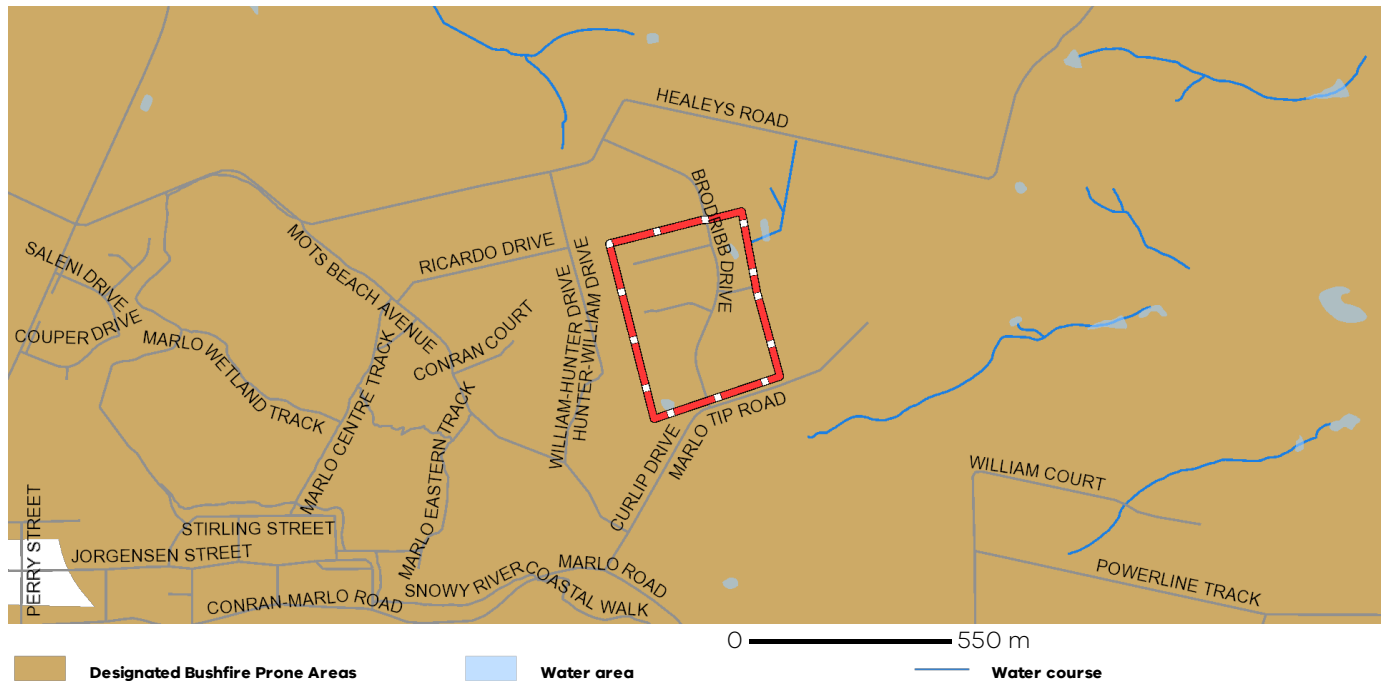 HEALEYS ROAD
BRODRIBB DRIVE
MOTS BEACH AVENUE
RICARDO DRIVE
SALENI DRIVE
WILLIAM-HUNTER DRIVE
HUNTER-WILLIAM DRIVE
COUPER DRIVE
MARLO WETLAND TRACK
CONRAN COURT
MARLO CENTRE TRACK
MARLO EASTERN TRACK
MARLO TIP ROAD
CURLIP DRIVE
WILLIAM COURT
PERRY STREET
STIRLING STREET
JORGENSEN STREET
MARLO ROAD
SNOWY RIVER COASTAL WALK
CONRAN-MARLO ROAD
POWERLINE TRACK
0 550 m
Designated Bushfire Prone Areas
Water area
Water course